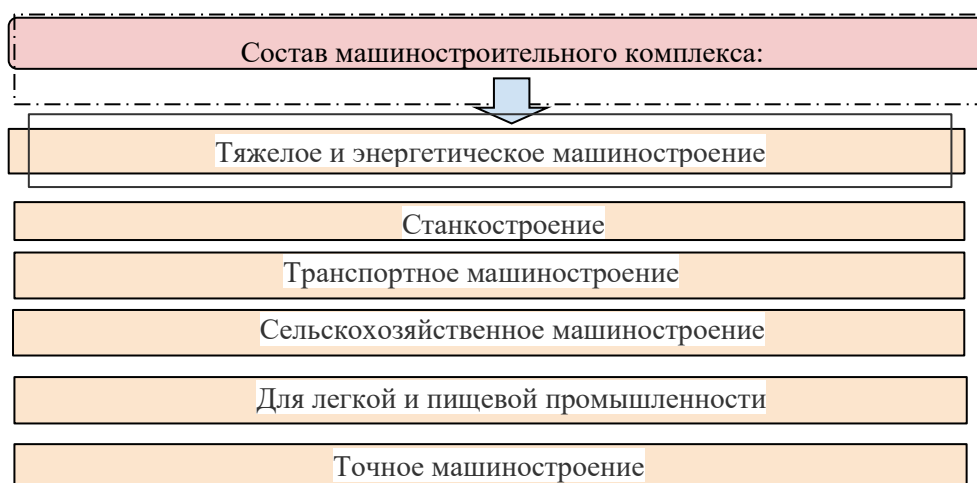 Состав машиностроительного комплекса:
Тяжелое и энергетическое машиностроение
Станкостроение
Транспортное машиностроение
Сельскохозяйственное машиностроение
Для легкой и пищевой промышленности
Точное машиностроение